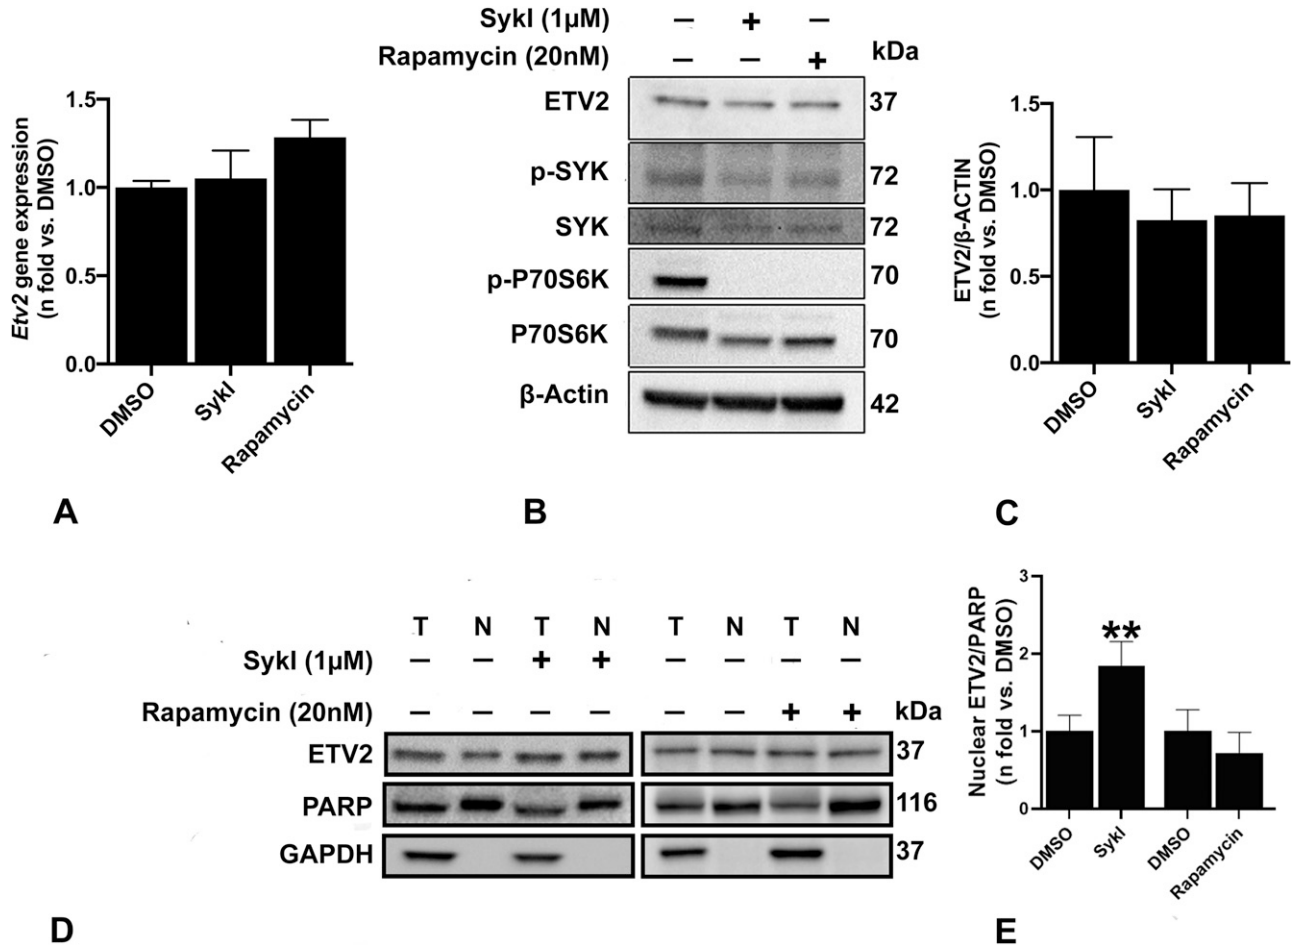 A
Etv2 gene expression
(n fold vs. DMSO)
1.5
1.0
0.5
0.0
DMSO
SykI
Rapamycin
A
B
SykI (1µM) – + –
Rapamycin (20nM) – – + kDa
ETV2 37
p-SYK 72
SYK 72
p-P70S6K 70
P70S6K 70
β-Actin 42
B
ETV2/β-ACTIN
(n fold vs. DMSO)
1.5
1.0
0.5
0.0
DMSO
SykI
Rapamycin
C
T N T N T N T N
SykI (1µM) – – + + – – – –
Rapamycin (20nM) – – – – – – + + kDa
ETV2 37
PARP 116
GAPDH 37
D
Nuclear ETV2/PARP
(n fold vs. DMSO)
3
2
1
0
**
DMSO
SykI
DMSO
Rapamycin
E